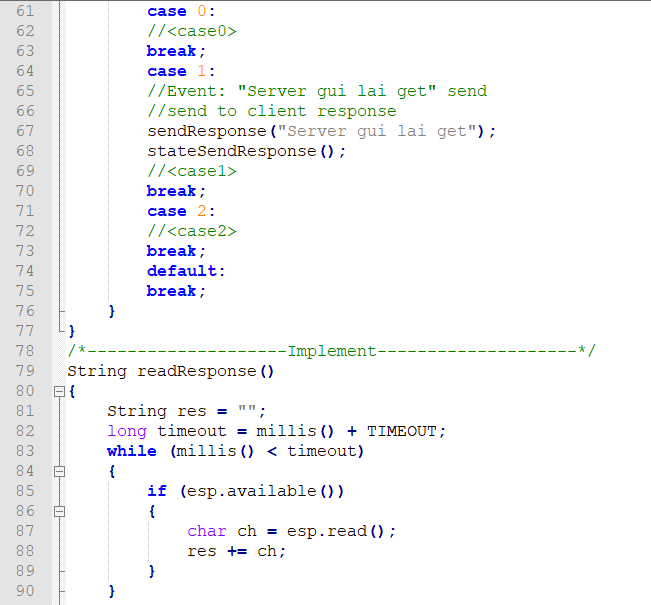 61 case 0:
62 //<case0>
63 break;
64 case 1:
65 //Event: "Server gui lai get" send
66 //send to client response
67 sendResponse("Server gui lai get");
68 stateSendResponse();
69 //<case1>
70 break;
71 case 2:
72 //<case2>
73 break;
74 default:
75 break;
76 }
77 }
78 /*--------------------Implement--------------------*/
79 String readResponse()
80 {
81 String res = "";
82 long timeout = millis() + TIMEOUT;
83 while (millis() < timeout)
84 {
85 if (esp.available())
86 {
87 char ch = esp.read();
88 res += ch;
89 }
90 }